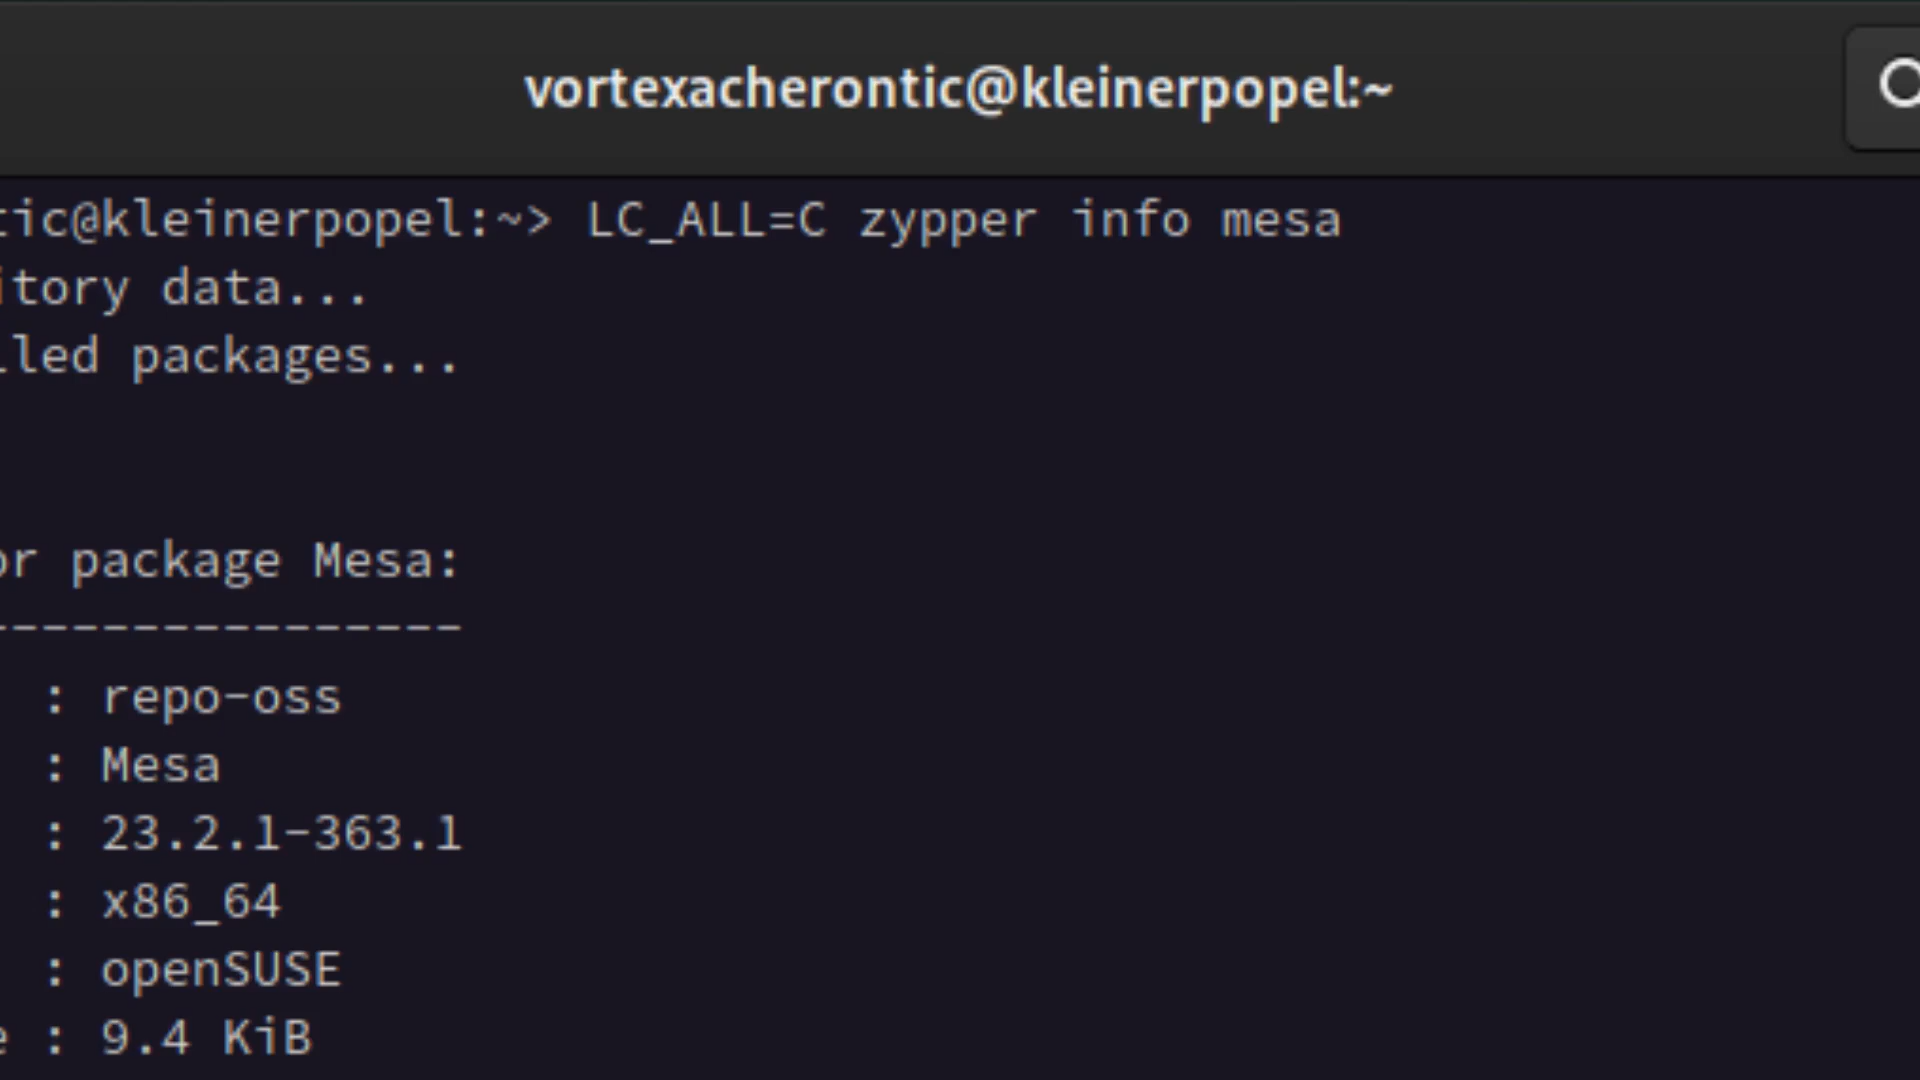 vortexacherontic@kleinerpopel:~
tic@kleinerpopel:~> LC_ALL=C zypper info mesa
itory data...
lled packages...
or package Mesa:
----------------
: repo-oss
: Mesa
: 23.2.1-363.1
: x86_64
: openSUSE
e : 9.4 KiB